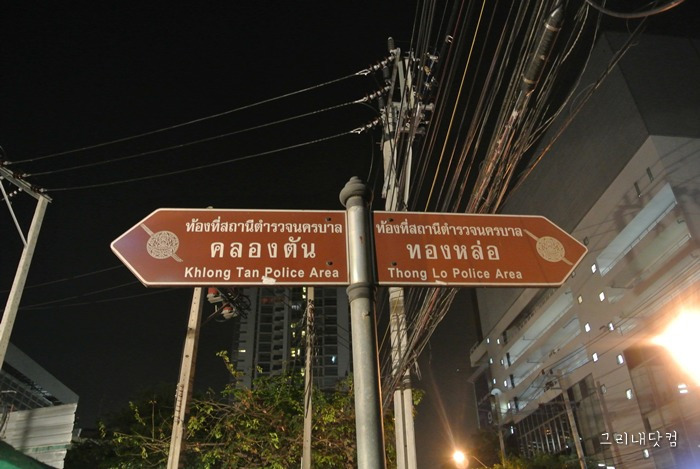 ท้องที่สถานีตำรวจนครบาล
คลองตัน
Khlong Tan Police Area
ท้องที่สถานีตำรวจนครบาล
ทองหล่อ
Thong Lo Police Area
그리내닷컴